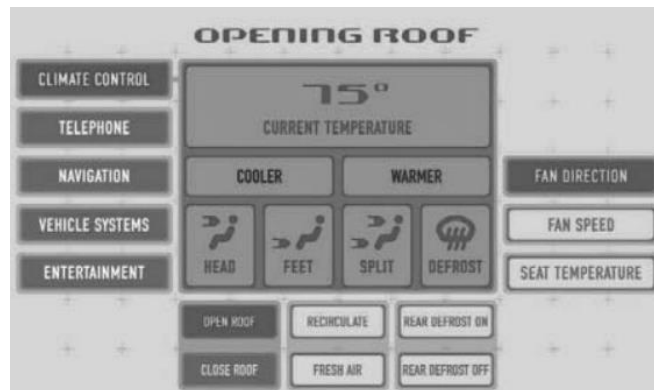 OPENING ROOF
CLIMATE CONTROL
TELEPHONE
NAVIGATION
VEHICLE SYSTEMS
ENTERTAINMENT
75°
CURRENT TEMPERATURE
COOLER
WARMER
HEAD
FEET
SPLIT
DEFROST
FAN DIRECTION
FAN SPEED
SEAT TEMPERATURE
OPEN ROOF
RECIRCULATE
REAR DEFROST ON
CLOSE ROOF
FRESH AIR
REAR DEFROST OFF